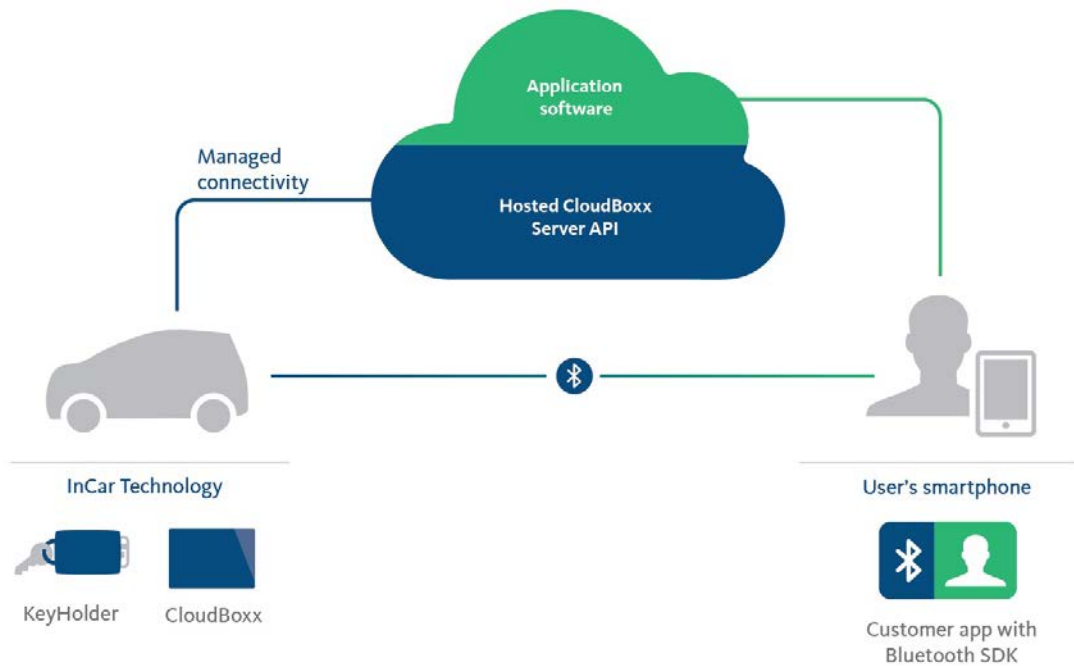 Application
software
Managed
connectivity
Hosted CloudBoxx
Server API
InCar Technology
User's smartphone
KeyHolder
CloudBoxx
Customer app with
Bluetooth SDK